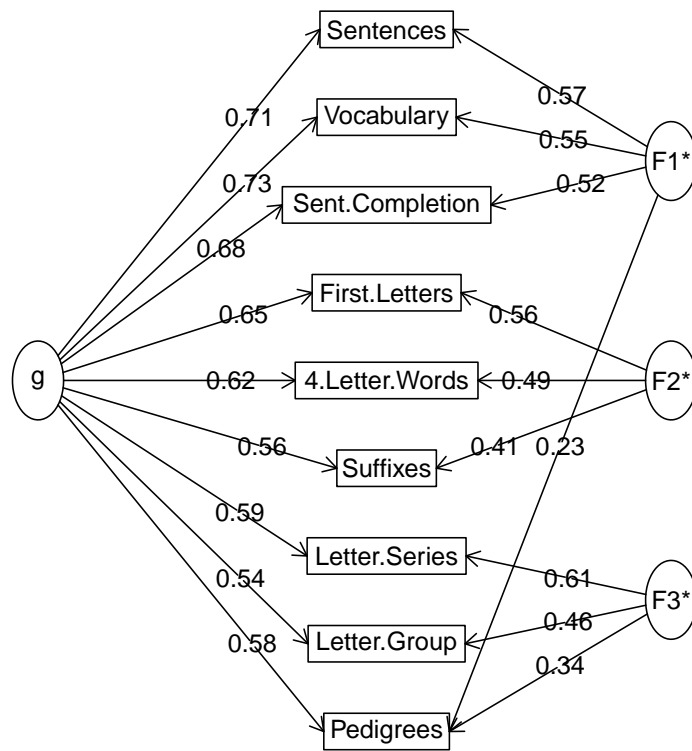 Sentences
0.57
0.71
Vocabulary
0.55
F1*
0.73
Sent.Completion
0.52
0.68
First.Letters
0.65
0.56
g
0.62
4.Letter.Words
0.49
F2*
0.56
Suffixes
0.41
0.23
0.59
Letter.Series
0.61
F3*
0.54
Letter.Group
0.46
0.58
0.34
Pedigrees